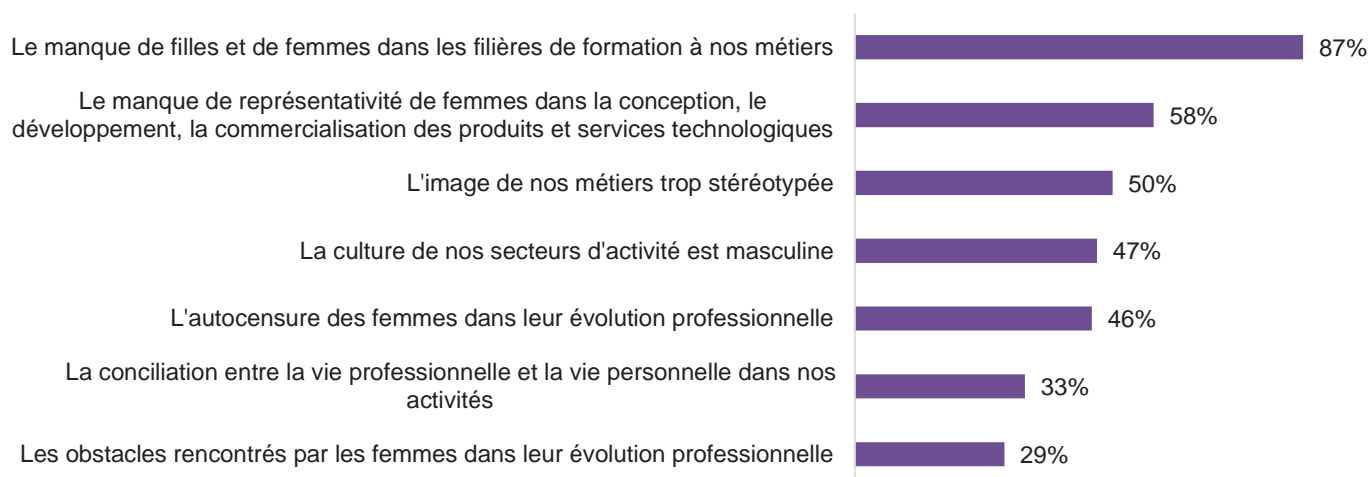 Le manque de filles et de femmes dans les filières de formation à nos métiers 87%
Le manque de représentativité de femmes dans la conception, le
développement, la commercialisation des produits et services technologiques 58%
L'image de nos métiers trop stéréotypée 50%
La culture de nos secteurs d'activité est masculine 47%
L'autocensure des femmes dans leur évolution professionnelle 46%
La conciliation entre la vie professionnelle et la vie personnelle dans nos
activités 33%
Les obstacles rencontrés par les femmes dans leur évolution professionnelle 29%